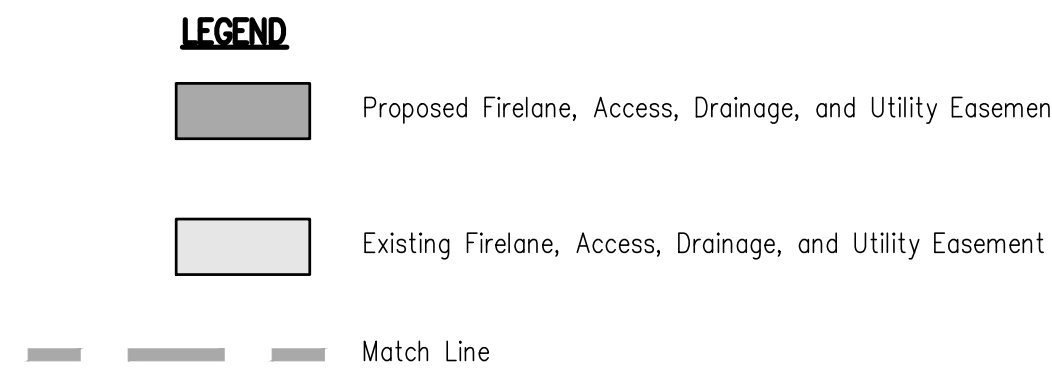 LEGEND
Proposed Firelane, Access, Drainage, and Utility Easemen
Existing Firelane, Access, Drainage, and Utility Easement
Match Line